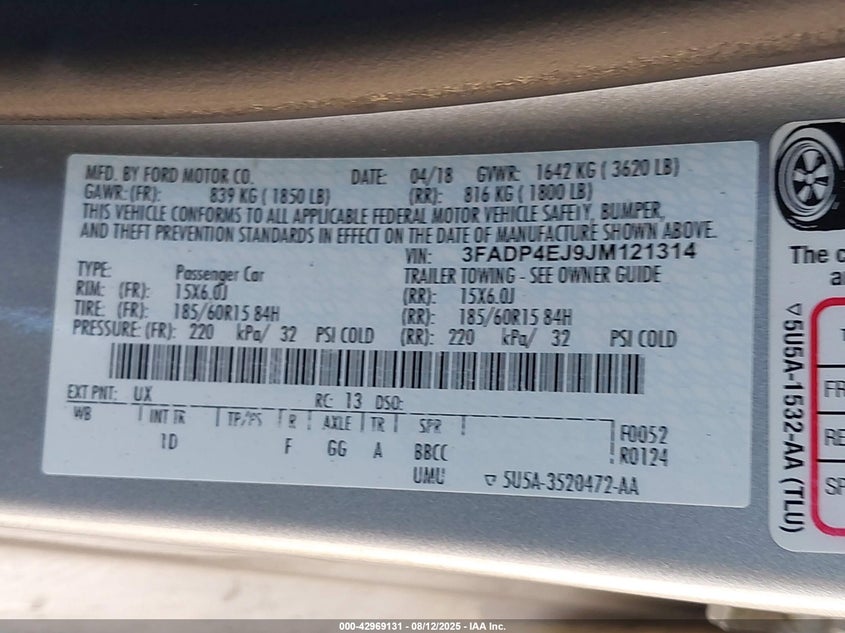 MFD. BY FORD MOTOR CO. DATE: 04/18 GVWR: 1642 KG ( 3620 LB)
GAWR: (FR): 839 KG ( 1850 LB) (RR): 816 KG ( 1800 LB)
THIS VEHICLE CONFORMS TO ALL APPLICABLE FEDERAL MOTOR VEHICLE SAFETY, BUMPER,
AND THEFT PREVENTION STANDARDS IN EFFECT ON THE DATE OF MANUFACTURE SHOWN ABOVE.
VIN: 3FADP4EJ9JM121314
TYPE: Passenger Car TRAILER TOWING - SEE OWNER GUIDE
RIM: (FR): 15X6.0J (RR): 15X6.0J
TIRE: (FR): 185/60R15 84H (RR): 185/60R15 84H
PRESSURE: (FR): 220 kPa/ 32 PSI COLD (RR): 220 kPa/ 32 PSI COLD
EXT PNT: UX RC: 13 DSO:
WB INT TR TP/PS R AXLE TR SPR
1D F GG A BBCC
UMU
F0052
R0124
5U5A-3520472-AA
The c
a
5U5A-1532-AA (TLU)
FR
RE
SP
000-42969131 - 08/12/2025 - IAA Inc.